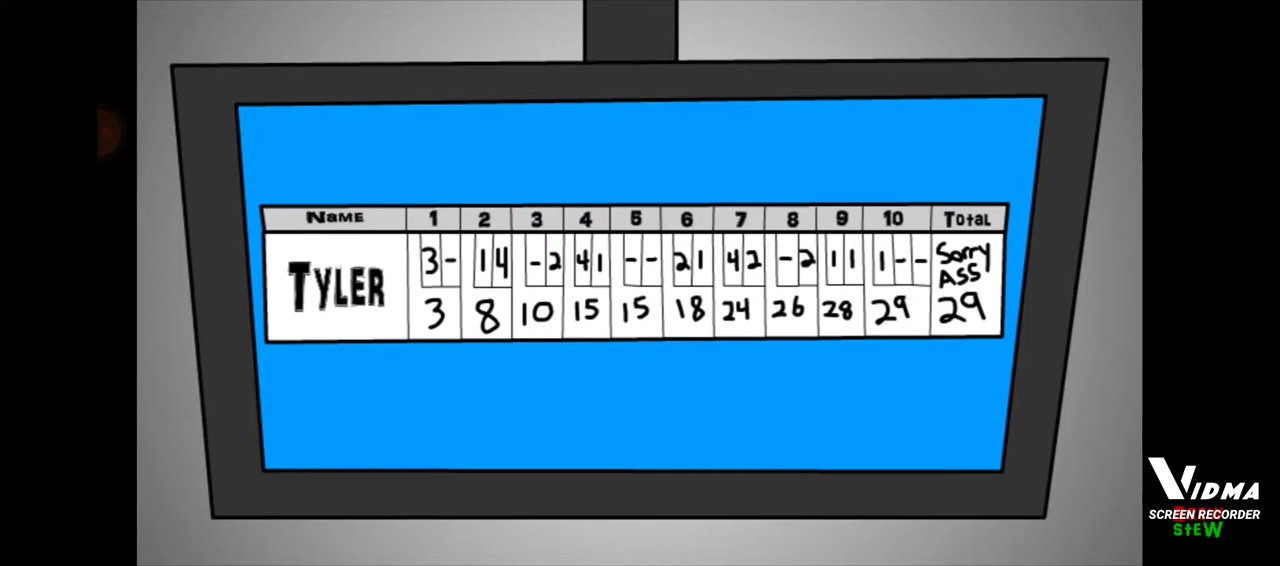 NAME 1 2 3 4 5 6 7 8 9 10 TOtAL
TYLER 3 - 1 4 - 2 4 1 - - 2 1 4 2 - 2 1 1 1 - - Sorry
ASS
3 8 10 15 15 18 24 26 28 29 29
VIDMA
SCREEN RECORDER
StEW